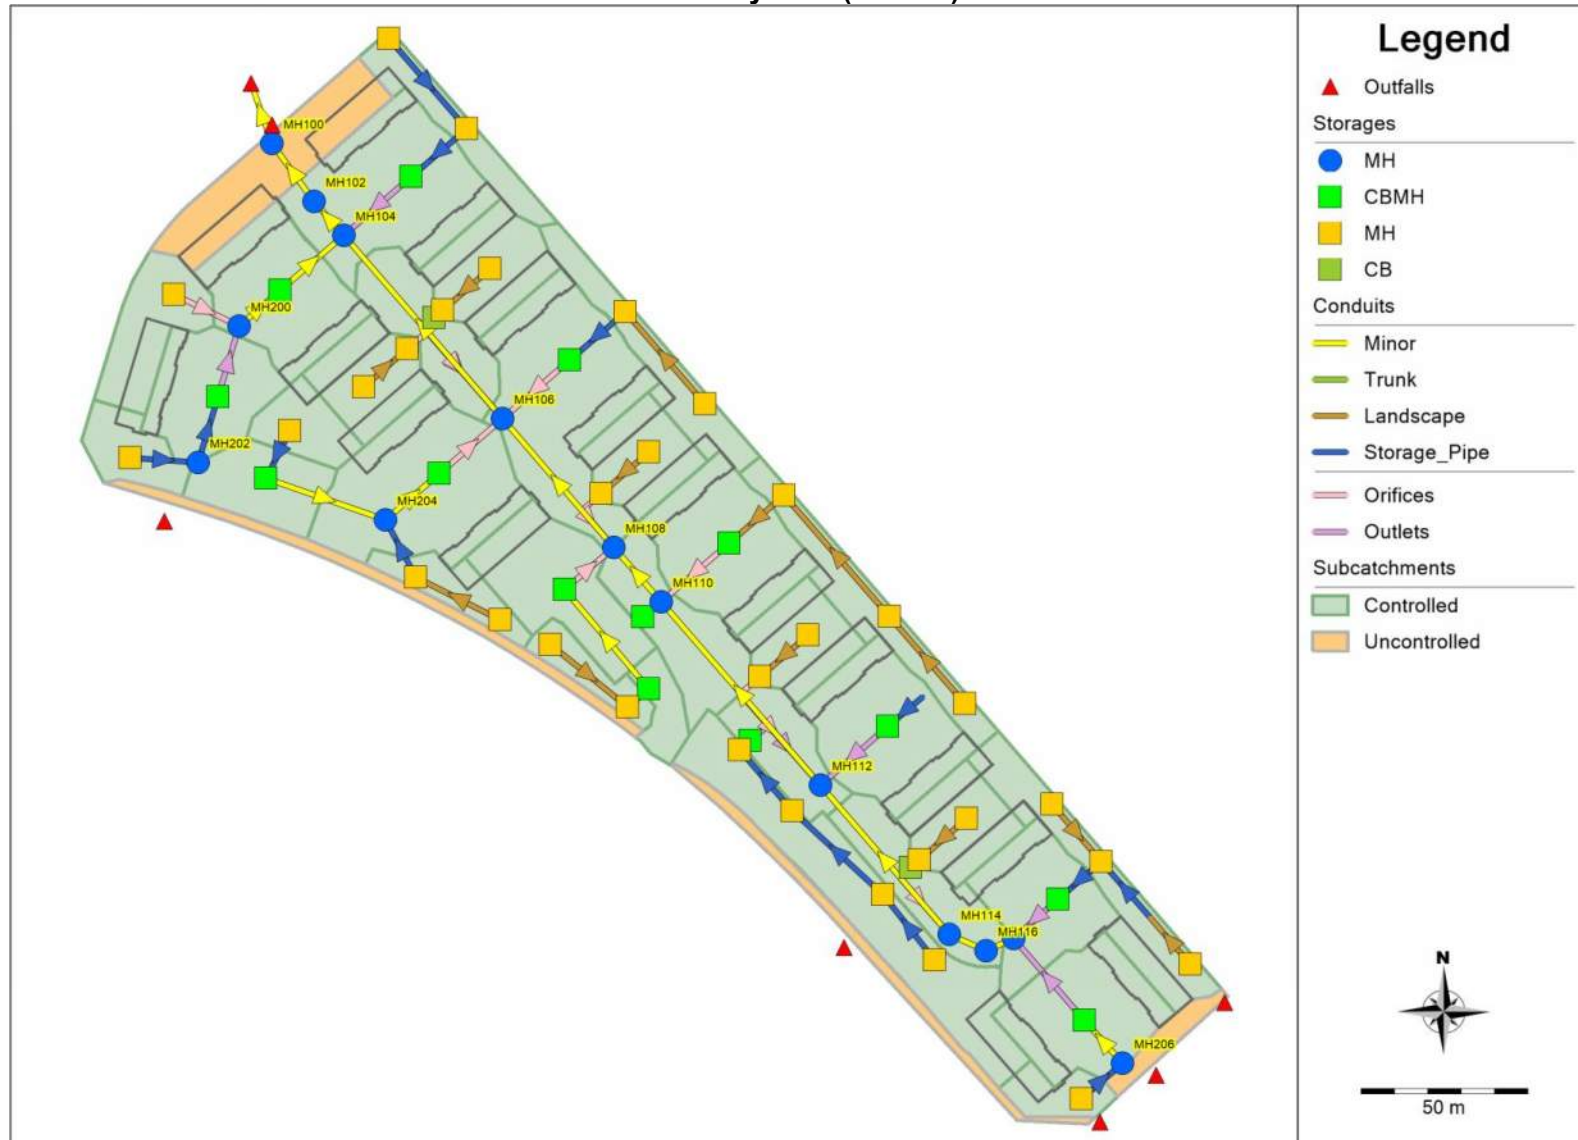 Legend
Outfalls
Storages
MH
CBMH
MH
CB
Conduits
Minor
Trunk
Landscape
Storage_Pipe
Orifices
Outlets
Subcatchments
Controlled
Uncontrolled
N
50 m
MH100
MH102
MH104
MH200
MH106
MH202
MH204
MH108
MH110
MH112
MH114
MH116
MH206